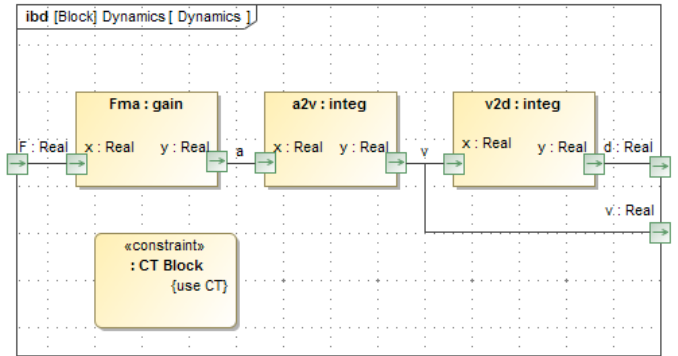 ibd [Block] Dynamics [ Dynamics ]
Fma : gain
a2v : integ
v2d : integ
F : Real
x : Real
y : Real
a
x : Real
y : Real
v
x : Real
y : Real
d : Real
v : Real
«constraint»
: CT Block
{use CT}